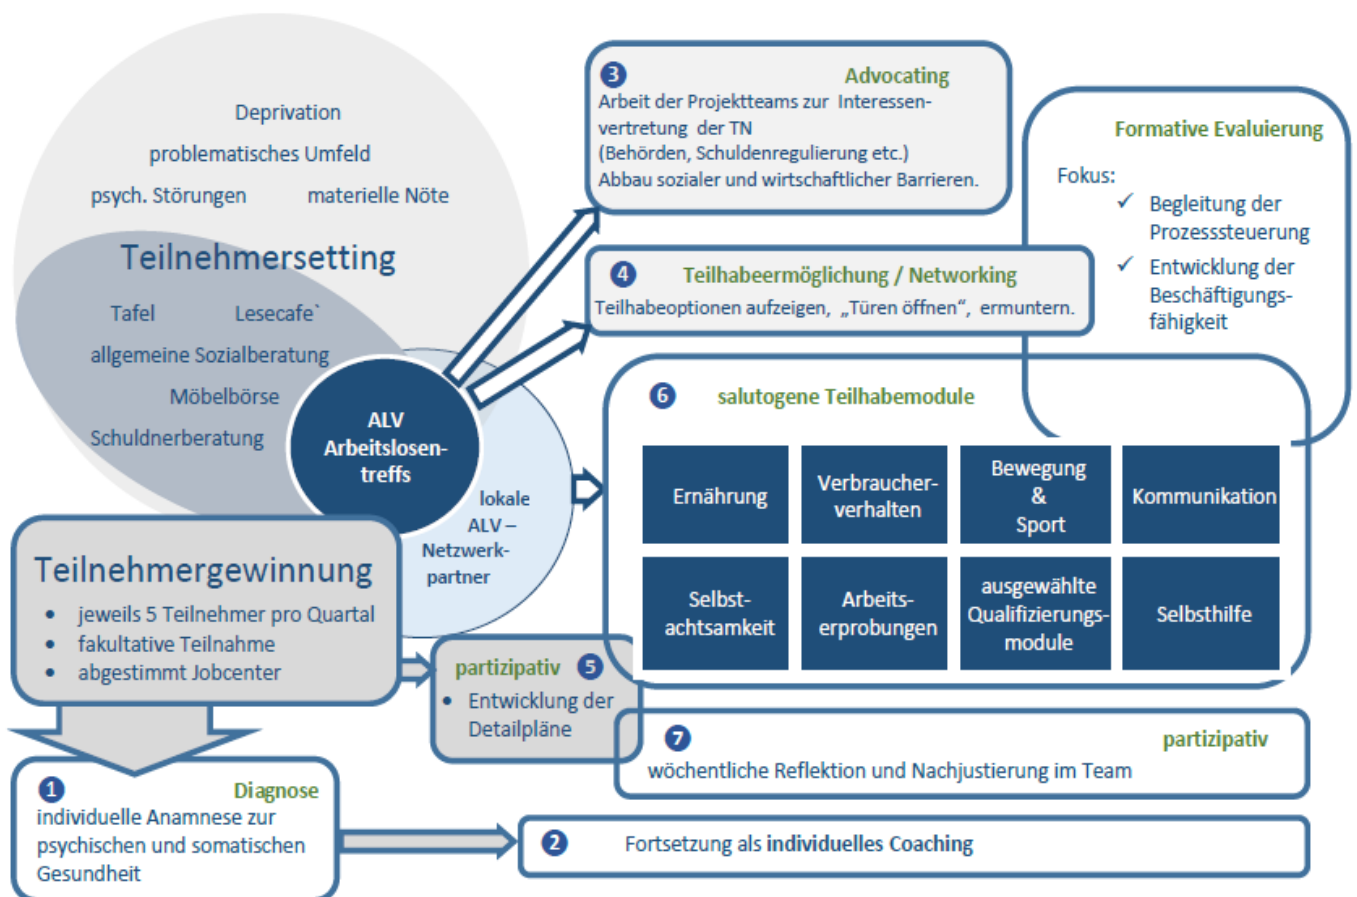 Deprivation
problematisches Umfeld
psych. Störungen
materielle Nöte
Teilnehmersetting
Tafel
Lesecafe`
allgemeine Sozialberatung
Möbelbörse
Schuldnerberatung
ALV
Arbeitslosen-
treffs
lokale
ALV –
Netzwerk-
partner
Teilnehmergewinnung
• jeweils 5 Teilnehmer pro Quartal
• fakultative Teilnahme
• abgestimmt Jobcenter
1 Diagnose
individuelle Anamnese zur
psychischen und somatischen
Gesundheit
2 Fortsetzung als individuelles Coaching
3 Advocating
Arbeit der Projektteams zur Interessen-
vertretung der TN
(Behörden, Schuldenregulierung etc.)
Abbau sozialer und wirtschaftlicher Barrieren.
4 Teilhabeermöglichung / Networking
Teilhabeoptionen aufzeigen, „Türen öffnen“, ermuntern.
partizipativ 5
• Entwicklung der
Detailpläne
6 salutogene Teilhabemodule
Ernährung
Verbraucher-
verhalten
Bewegung
&
Sport
Kommunikation
Selbst-
achtsamkeit
Arbeits-
erprobungen
ausgewählte
Qualifizierungs-
module
Selbsthilfe
7 partizipativ
wöchentliche Reflektion und Nachjustierung im Team
Formative Evaluierung
Fokus:
✓ Begleitung der
Prozesssteuerung
✓ Entwicklung der
Beschäftigungs-
fähigkeit